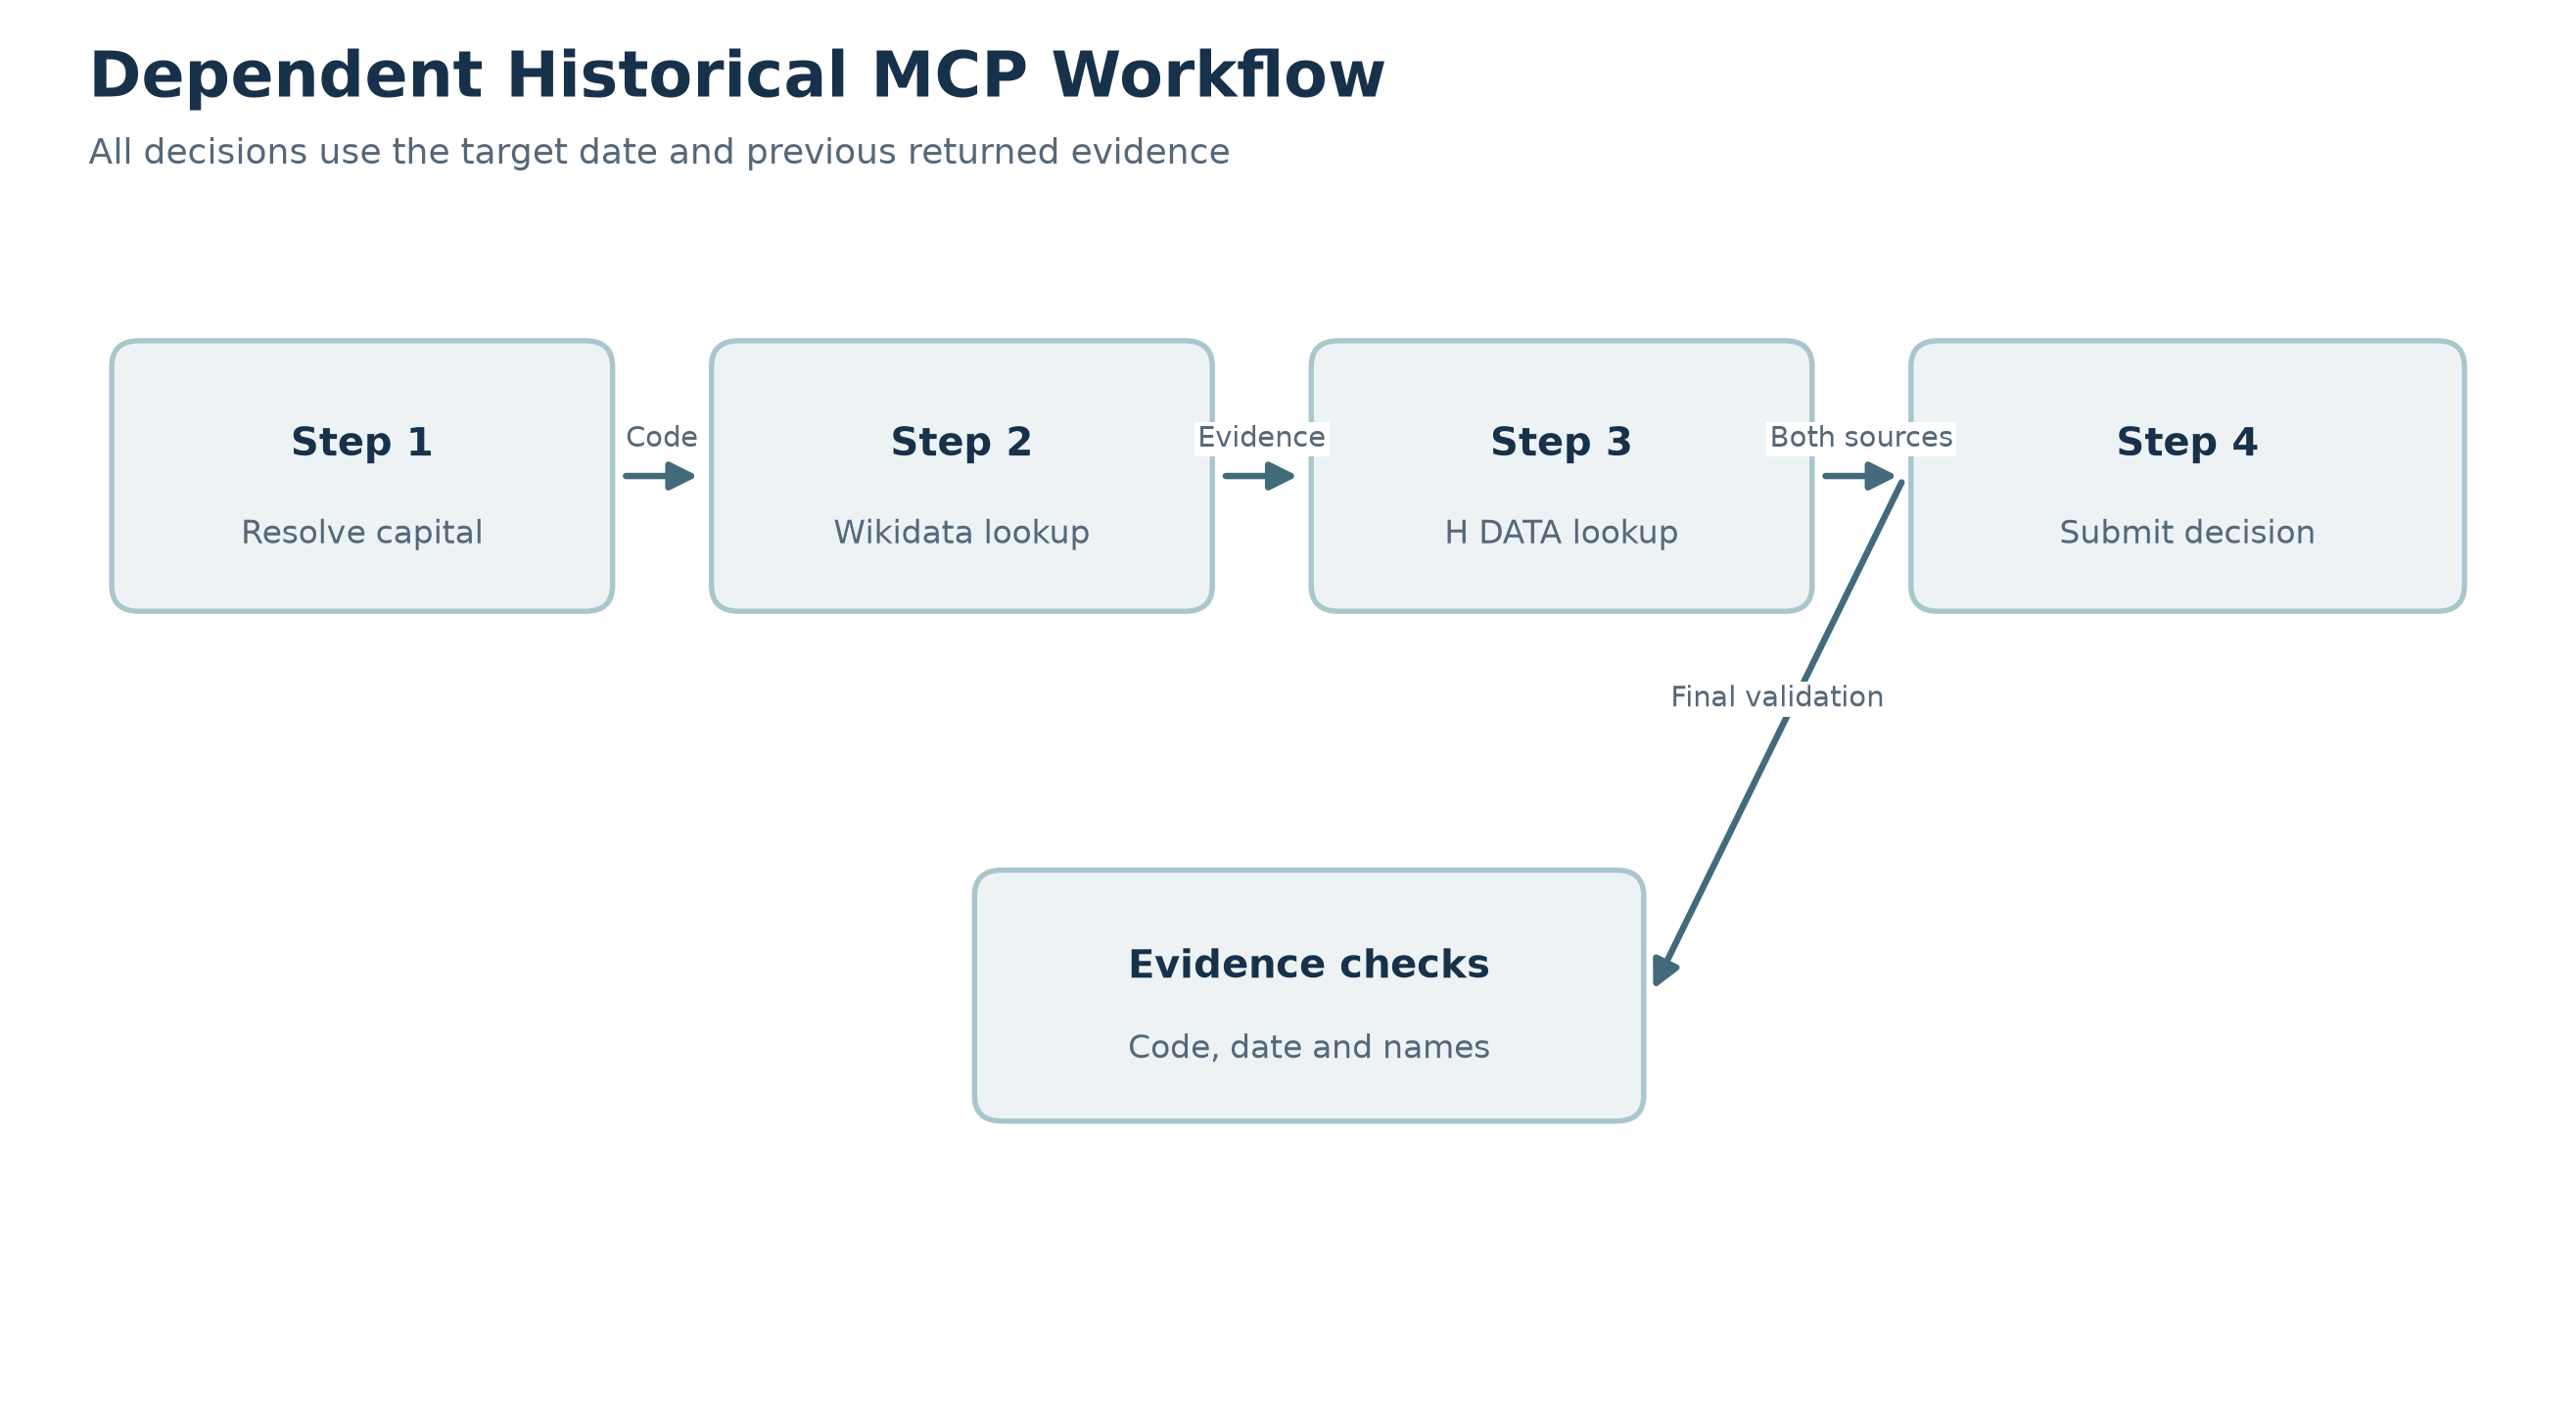 Dependent Historical MCP Workflow
All decisions use the target date and previous returned evidence
Step 1
Resolve capital
Code
Step 2
Wikidata lookup
Evidence
Step 3
H DATA lookup
Both sources
Step 4
Submit decision
Final validation
Evidence checks
Code, date and names